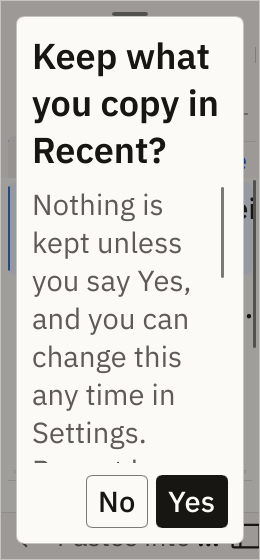 Keep what
you copy in
Recent?
Nothing is
kept unless
you say Yes,
and you can
change this
any time in
Settings.
No
Yes